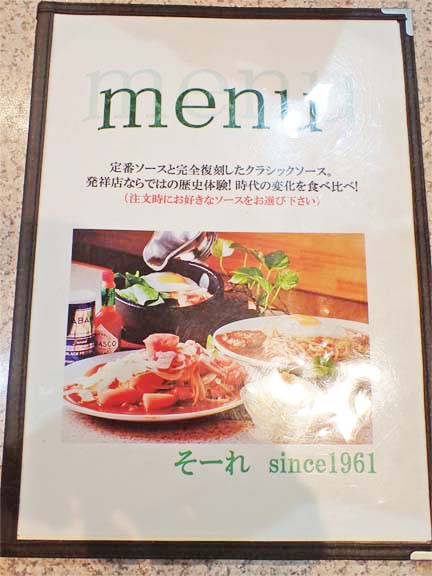 menu
menu
定番ソースと完全復刻したクラシックソース。
発祥店ならではの歴史体験!時代の変化を食べ比べ!
(注文時にお好きなソースをお選び下さい)
そーれ since1961